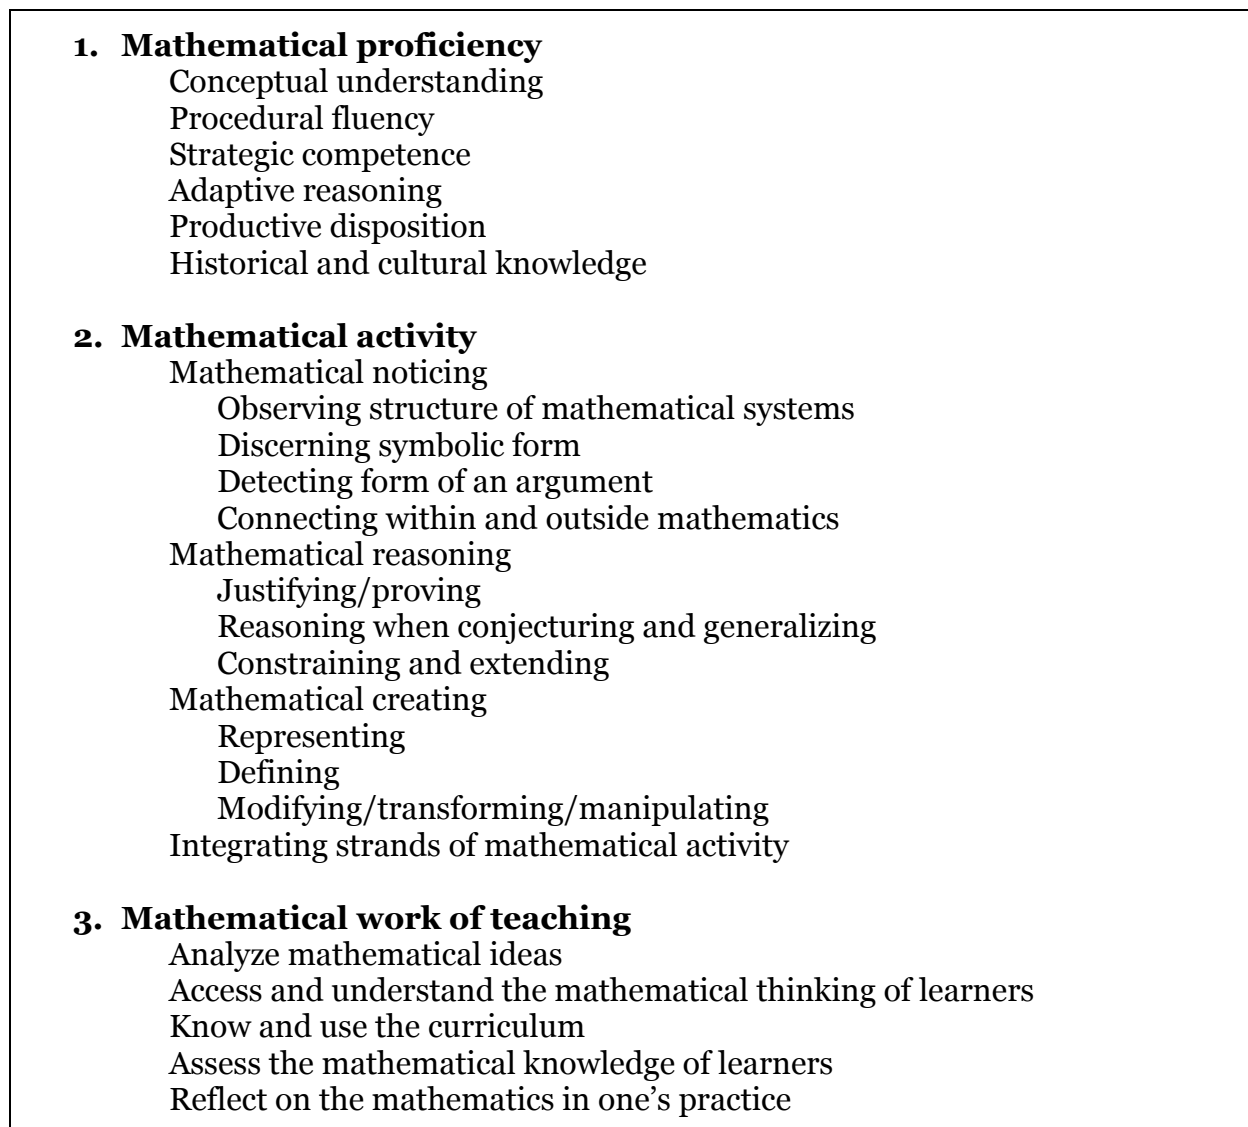 1. Mathematical proficiency
Conceptual understanding
Procedural fluency
Strategic competence
Adaptive reasoning
Productive disposition
Historical and cultural knowledge
2. Mathematical activity
Mathematical noticing
Observing structure of mathematical systems
Discerning symbolic form
Detecting form of an argument
Connecting within and outside mathematics
Mathematical reasoning
Justifying/proving
Reasoning when conjecturing and generalizing
Constraining and extending
Mathematical creating
Representing
Defining
Modifying/transforming/manipulating
Integrating strands of mathematical activity
3. Mathematical work of teaching
Analyze mathematical ideas
Access and understand the mathematical thinking of learners
Know and use the curriculum
Assess the mathematical knowledge of learners
Reflect on the mathematics in one’s practice